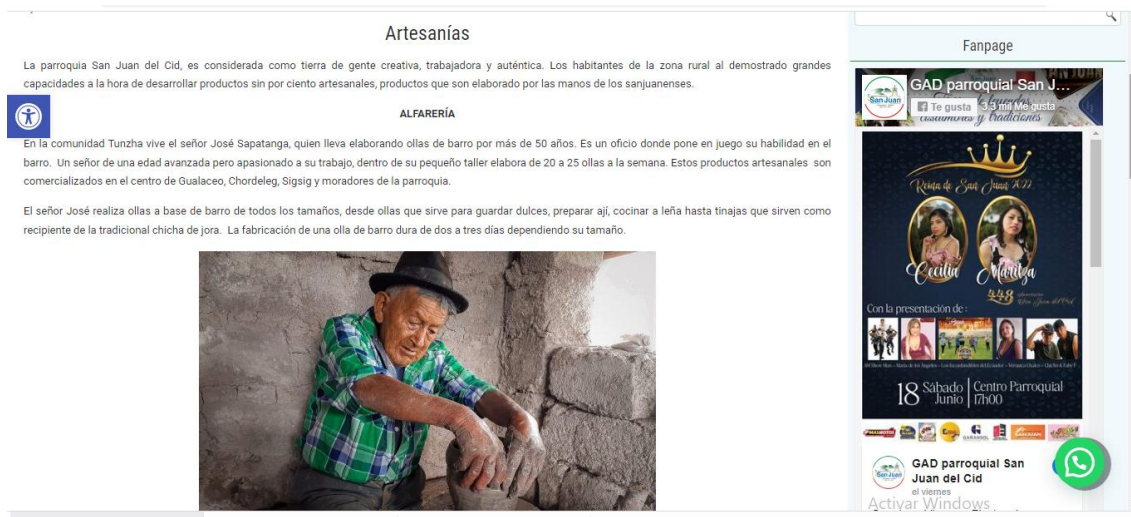 Artesanías
La parroquia San Juan del Cid, es considerada como tierra de gente creativa, trabajadora y auténtica. Los habitantes de la zona rural al demostrado grandes
capacidades a la hora de desarrollar productos sin por ciento artesanales, productos que son elaborado por las manos de los sanjuanenses.
ALFARERÍA
En la comunidad Tunzha vive el señor José Sapatanga, quien lleva elaborando ollas de barro por más de 50 años. Es un oficio donde pone en juego su habilidad en el
barro. Un señor de una edad avanzada pero apasionado a su trabajo, dentro de su pequeño taller elabora de 20 a 25 ollas a la semana. Estos productos artesanales son
comercializados en el centro de Gualaceo, Chordeleg, Sigsig y moradores de la parroquia.
El señor José realiza ollas a base de barro de todos los tamaños, desde ollas que sirve para guardar dulces, preparar ají, cocinar a leña hasta tinajas que sirven como
recipiente de la tradicional chicha de jora. La fabricación de una olla de barro dura de dos a tres días dependiendo su tamaño.
Fanpage
San Juan
GAD parroquial San J...
Te gusta 3,3 mil Me gusta
costumbres y tradiciones
Reina de San Juan 2022
Cecilia Maritza
448
Con la presentación de:
18 Sábado Junio Centro Parroquial 17h00
San Juan
GAD parroquial San
Juan del Cid
el viernes
Activar Windows